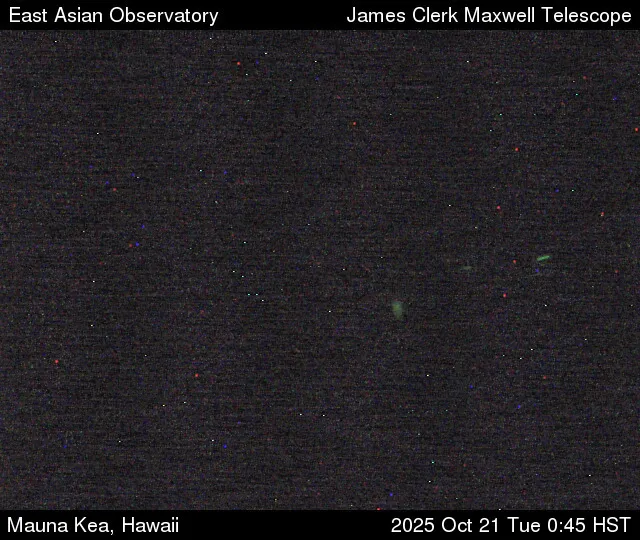 East Asian Observatory
James Clerk Maxwell Telescope
Mauna Kea, Hawaii
2025 Oct 21 Tue 0:45 HST